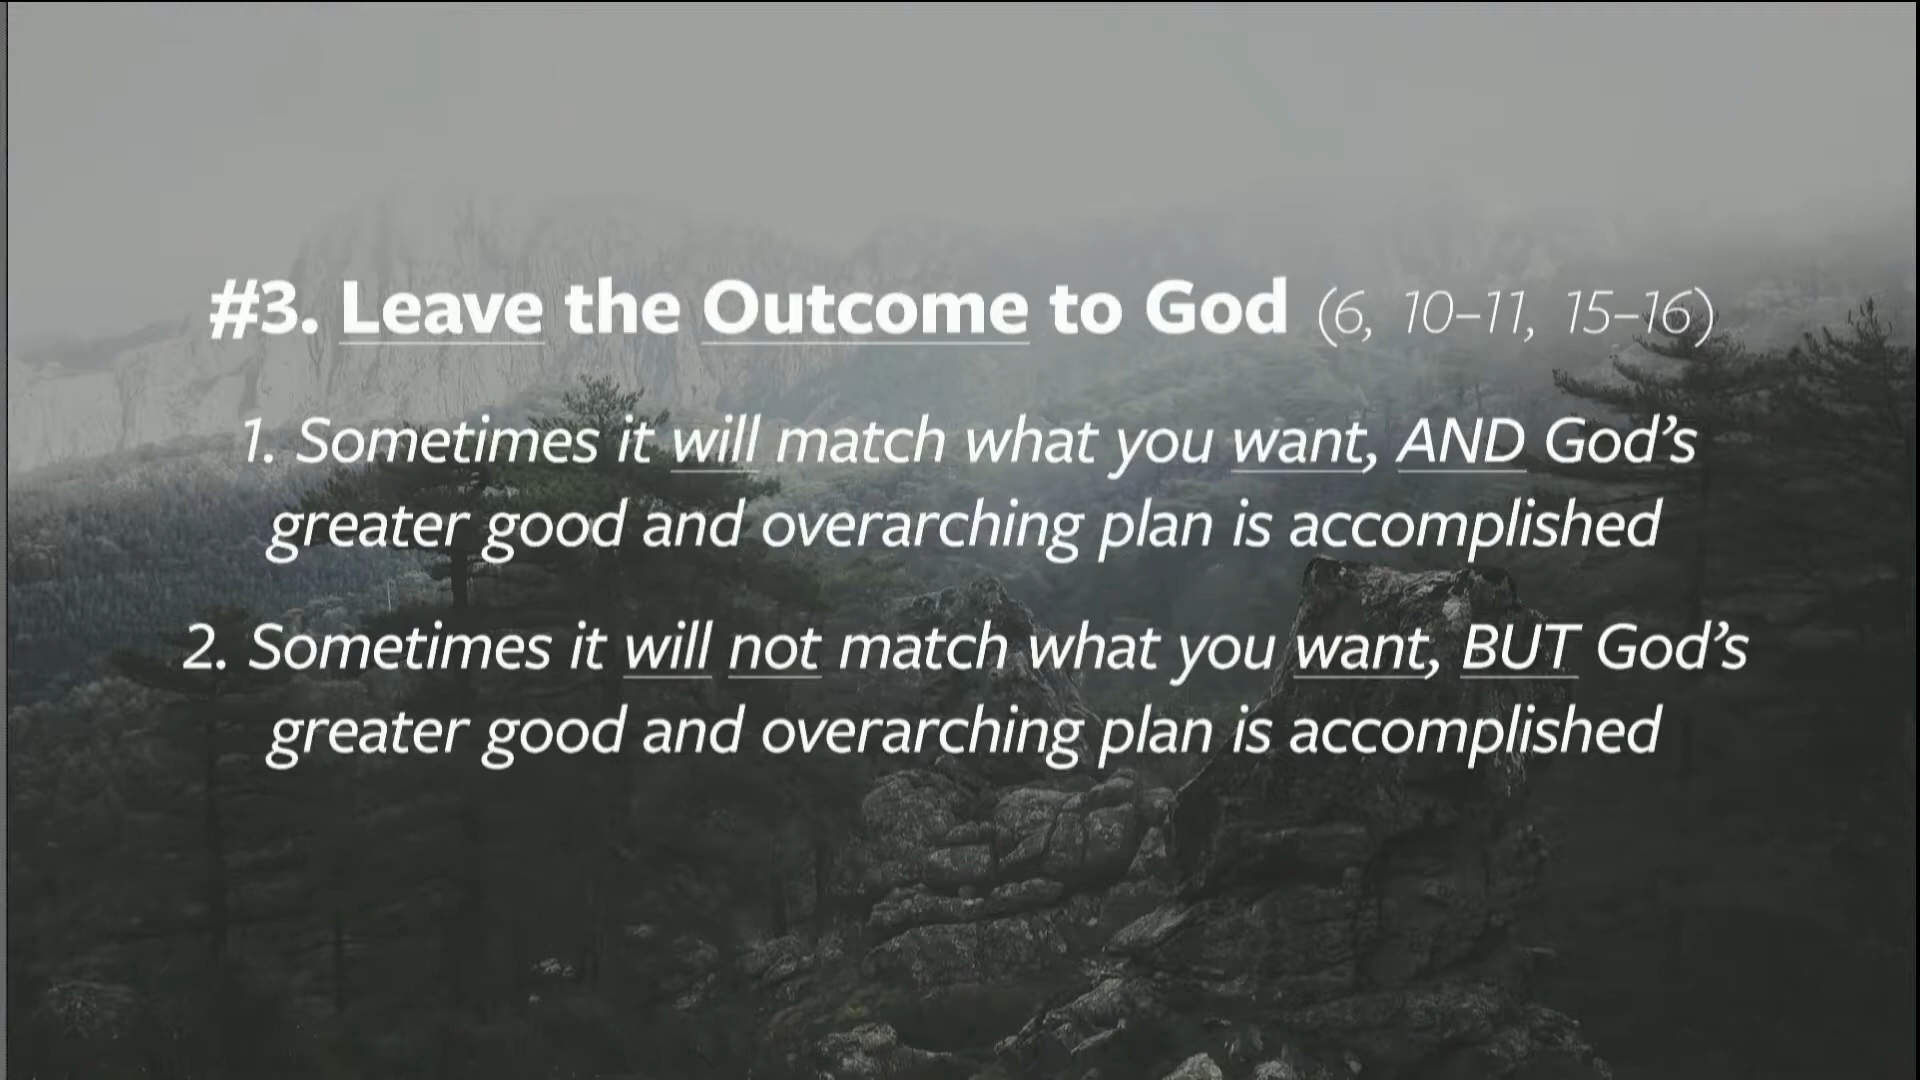 #3. Leave the Outcome to God (6, 10–11, 15–16)
1. Sometimes it will match what you want, AND God’s
greater good and overarching plan is accomplished
2. Sometimes it will not match what you want, BUT God’s
greater good and overarching plan is accomplished